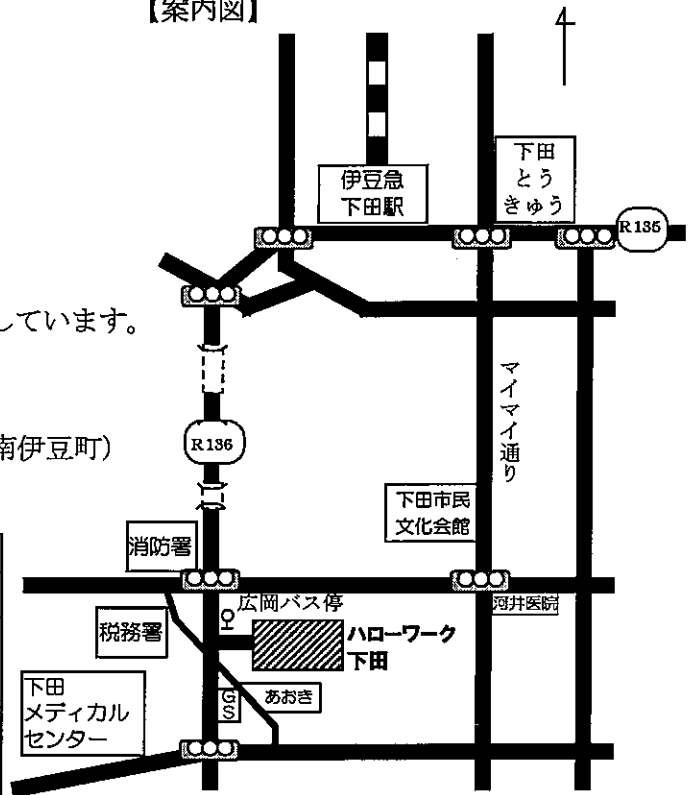 【案内図】
伊豆急
下田駅
下田
とう
きゅう
R135
しています。
マイマイ通り
南伊豆町)
R136
下田市民
文化会館
消防署
広岡バス停
河井医院
税務署
ハローワーク
下田
下田
メディカル
センター
GS
あおき